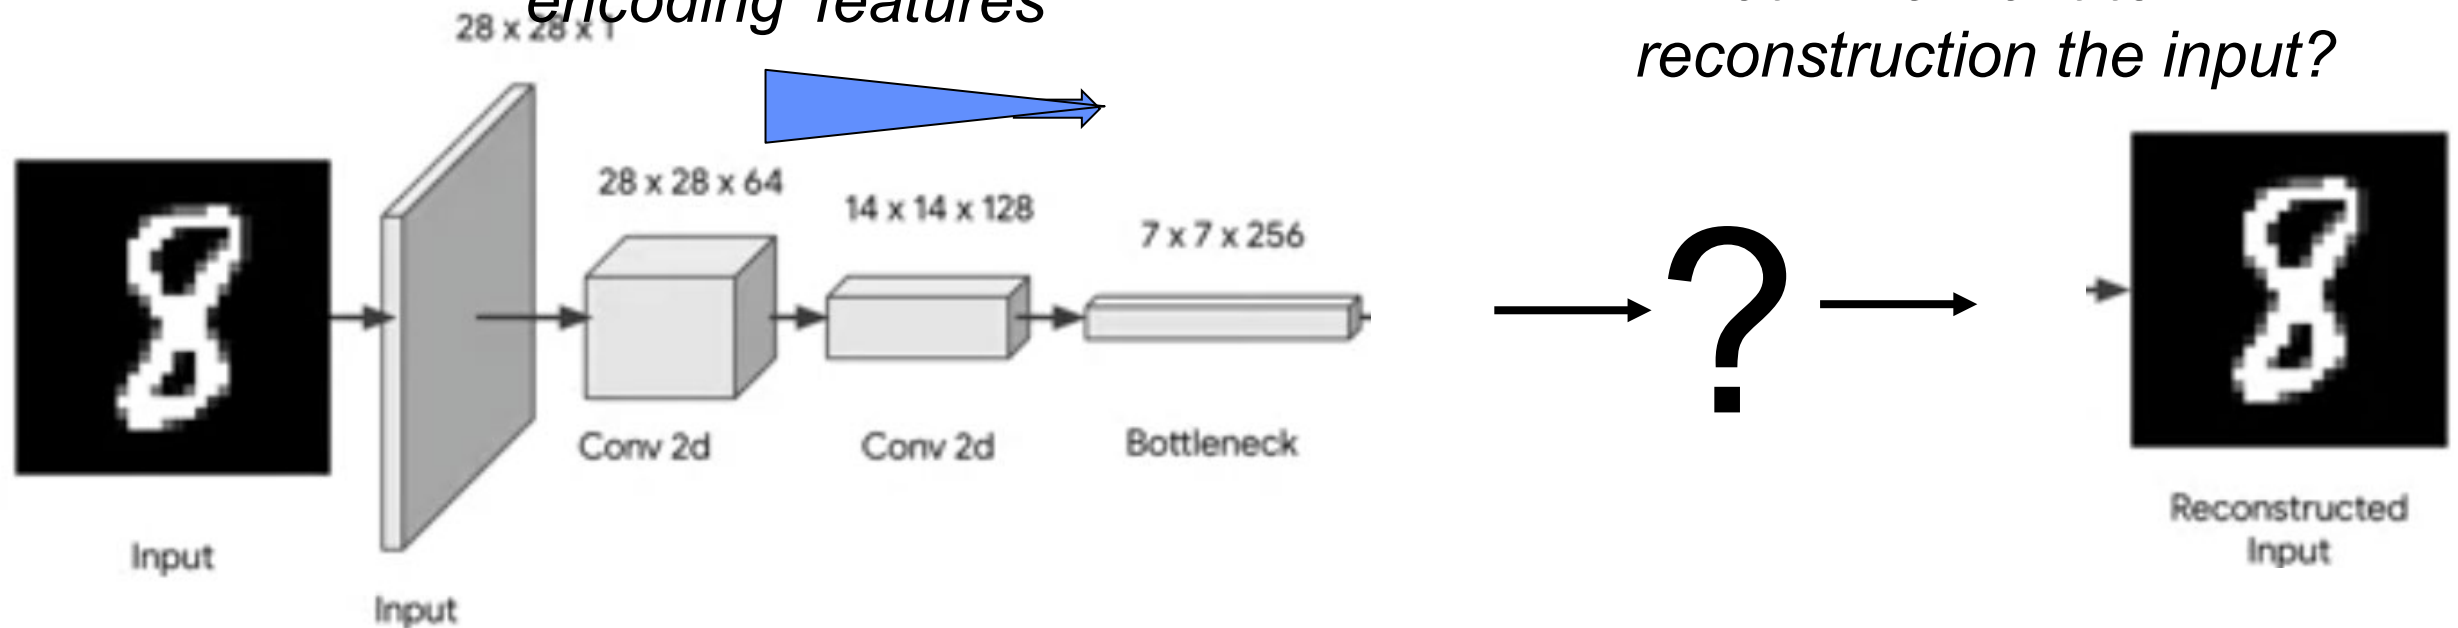 encoding features
28 x 28 x 1
reconstruction the input?
28 x 28 x 64
14 x 14 x 128
7 x 7 x 256
?
Conv 2d
Conv 2d
Bottleneck
Input
Input
Reconstructed
Input